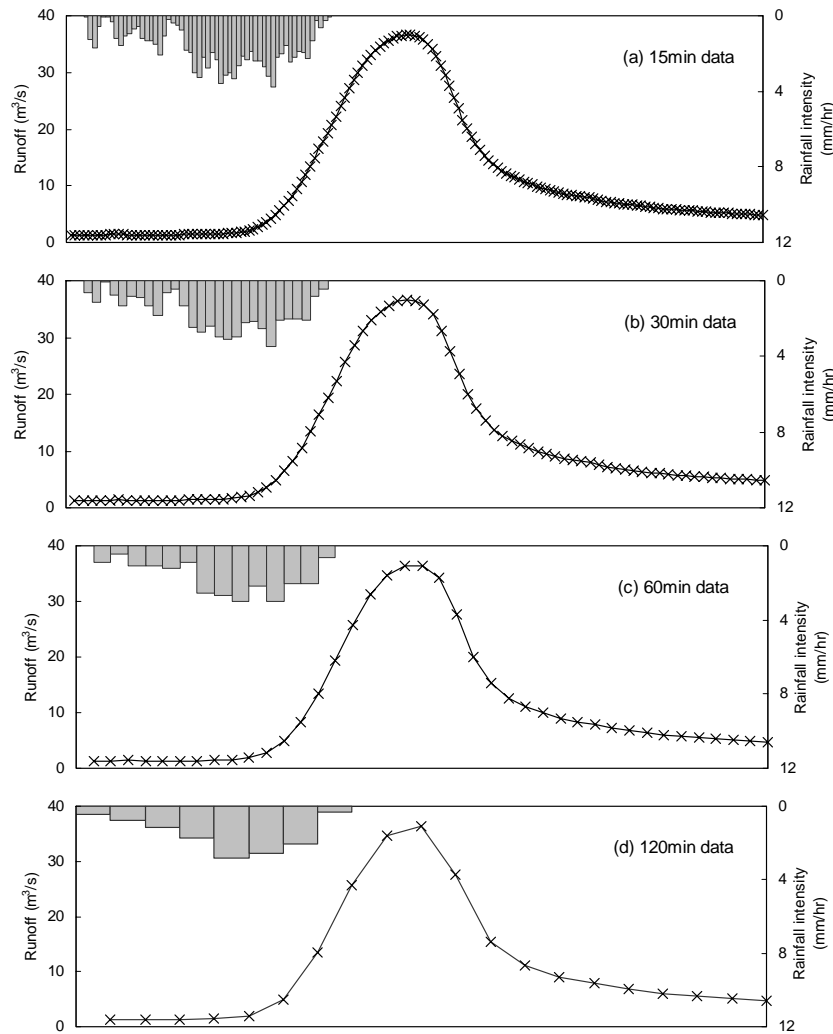 40
30
20
10
0
Runoff (m³/s)
(a) 15min data
0
4
8
12
Rainfall intensity
(mm/hr)
40
30
20
10
0
Runoff (m³/s)
(b) 30min data
0
4
8
12
Rainfall intensity
(mm/hr)
40
30
20
10
0
Runoff (m³/s)
(c) 60min data
0
4
8
12
Rainfall intensity
(mm/hr)
40
30
20
10
0
Runoff (m³/s)
(d) 120min data
0
4
8
12
Rainfall intensity
(mm/hr)